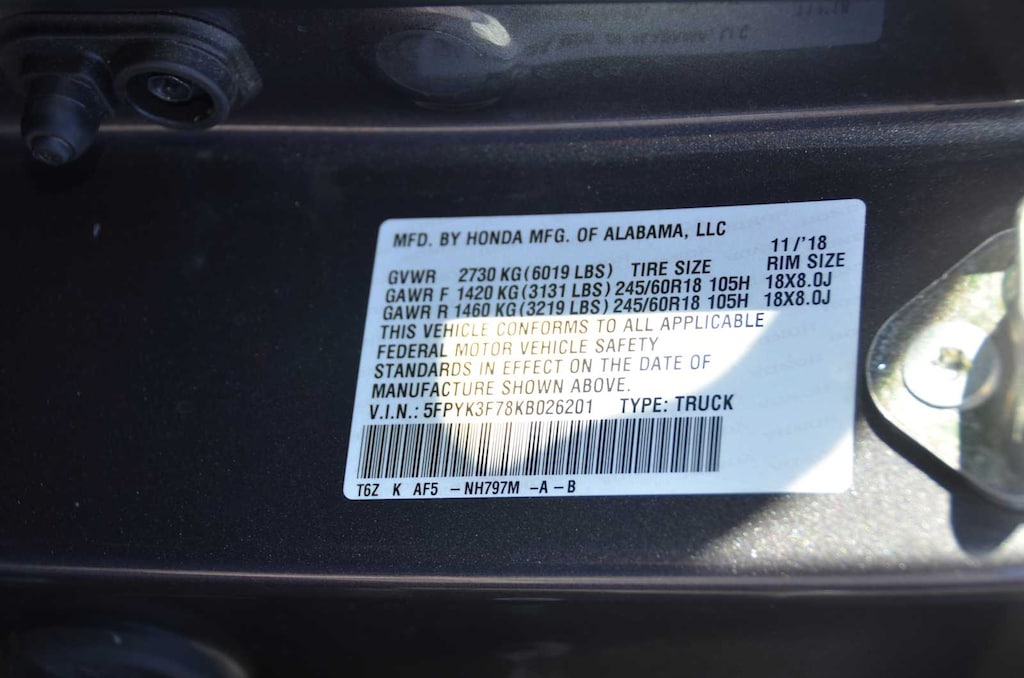 MFD. BY HONDA MFG. OF ALABAMA, LLC 11/'18
GVWR 2730 KG (6019 LBS) TIRE SIZE RIM SIZE
GAWR F 1420 KG (3131 LBS) 245/60R18 105H 18X8.0J
GAWR R 1460 KG (3219 LBS) 245/60R18 105H 18X8.0J
THIS VEHICLE CONFORMS TO ALL APPLICABLE
FEDERAL MOTOR VEHICLE SAFETY
STANDARDS IN EFFECT ON THE DATE OF
MANUFACTURE SHOWN ABOVE.
V.I.N.: 5FPYK3F78KB026201 TYPE: TRUCK
T6Z K AF5 -NH797M -A-B